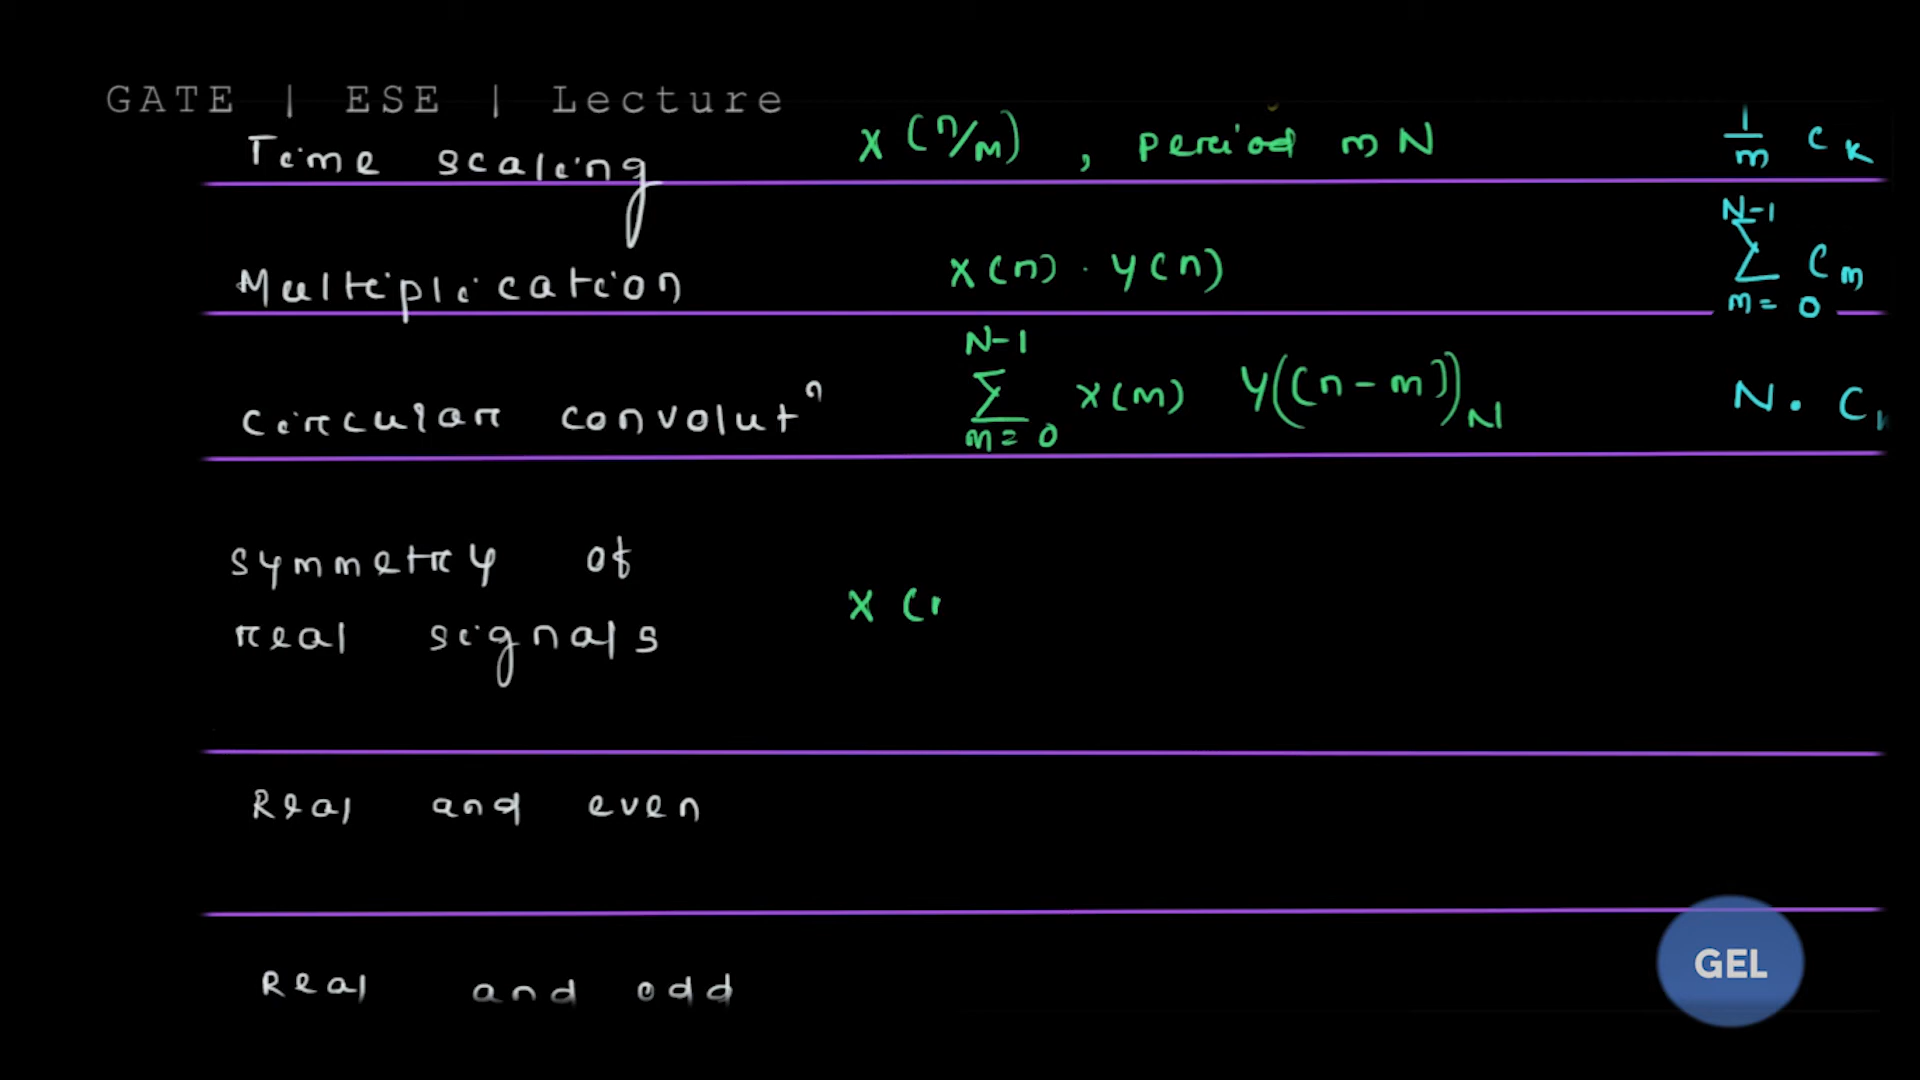 GATE | ESE | Lecture
Time scaling x(n/m) , period mN 1/m C_k
Multiplication x(n) . y(n) N-1 Σ m=0 C_m
Circular convolut^n N-1 Σ m=0 x(m) y((n-m))_N N. C
Symmetry of
real signals x (
Real and even
Real and odd
GEL